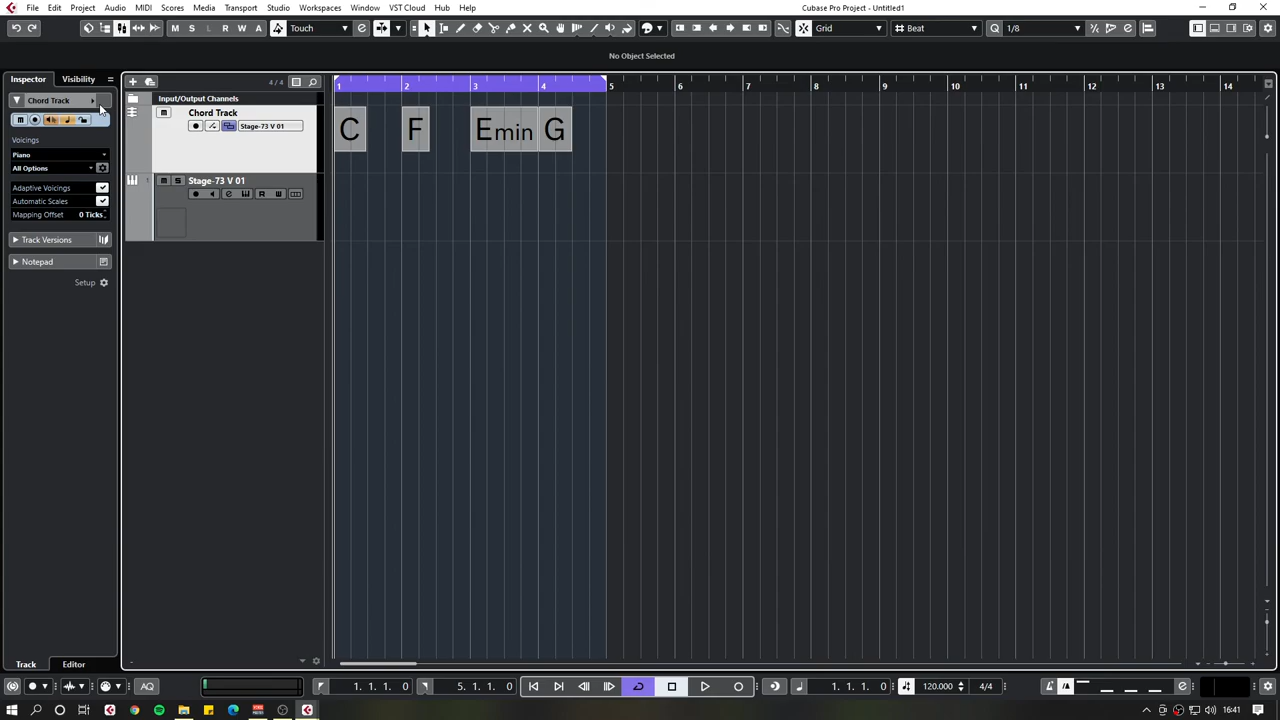 File Edit Project Audio MIDI Scores Media Transport Studio Workspaces Window VST Cloud Hub Help
Cubase Pro Project - Untitled1
M S L R W A Touch Grid Beat Q 1/8
No Object Selected
Inspector Visibility
4/4
1 2 3 4 5 6 7 8 9 10 11 12 13 14
Chord Track
Input/Output Channels
Chord Track
Stage-73 V 01
C F Emin G
Voicings
Piano
All Options
Stage-73 V 01
Adaptive Voicings
Automatic Scales
Mapping Offset 0 Ticks
Track Versions
Notepad
Setup
Track Editor
AQ
1. 1. 1. 0
5. 1. 1. 0
1. 1. 1. 0
120.000
4/4
16:41